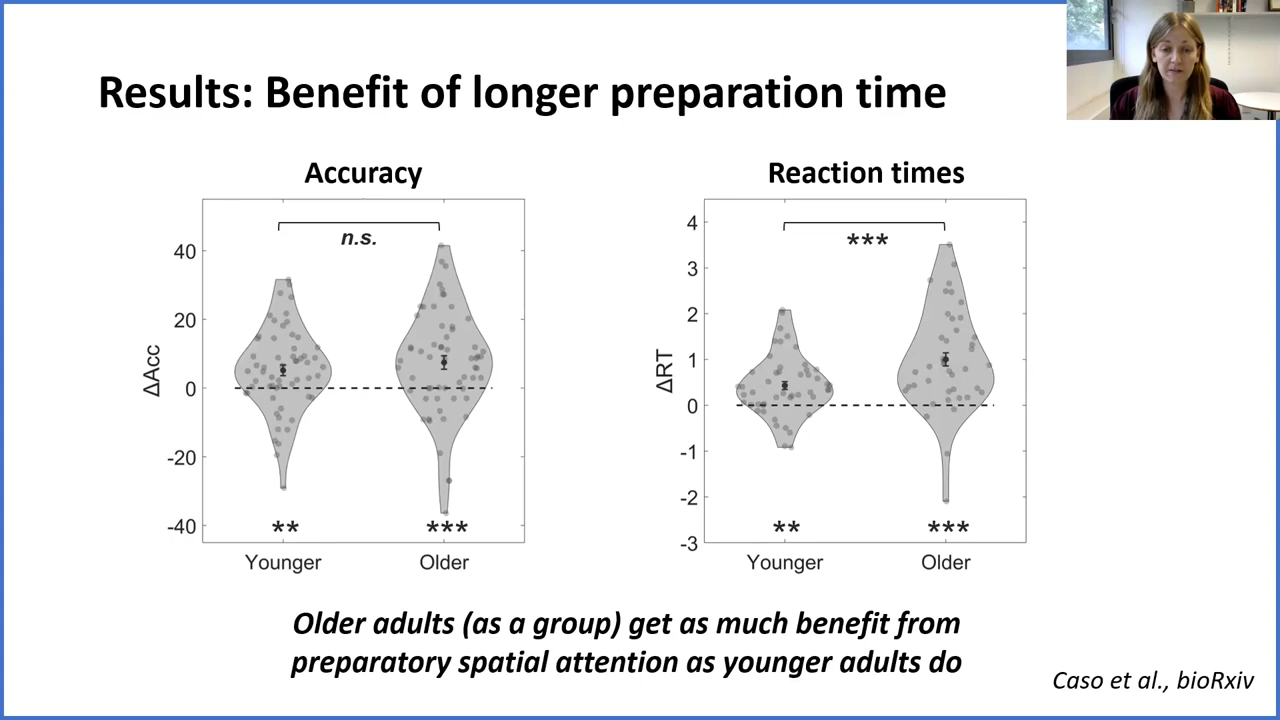 Results: Benefit of longer preparation time
Accuracy
n.s.
ΔAcc
40
20
0
-20
-40
** ***
Younger Older
Reaction times
***
ΔRT
4
3
2
1
0
-1
-2
-3
** ***
Younger Older
Older adults (as a group) get as much benefit from
preparatory spatial attention as younger adults do
Caso et al., bioRxiv